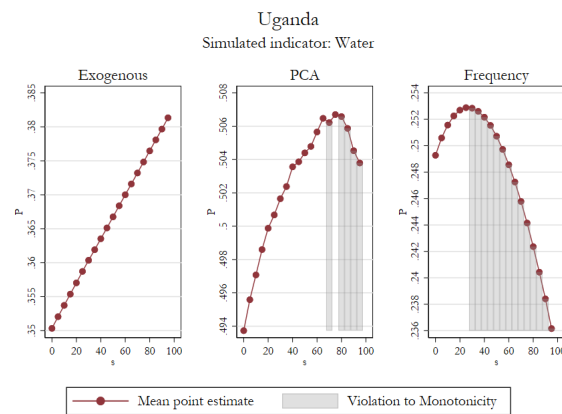 Uganda
Simulated indicator: Water
Exogenous
PCA
Frequency
P
.35 .355 .36 .365 .37 .375 .38 .385
0 20 40 60 80 100
s
P
.494 .496 .498 .5 .502 .504 .506 .508
0 20 40 60 80 100
s
P
.236 .238 .24 .242 .244 .246 .248 .25 .252 .254
0 20 40 60 80 100
s
Mean point estimate
Violation to Monotonicity